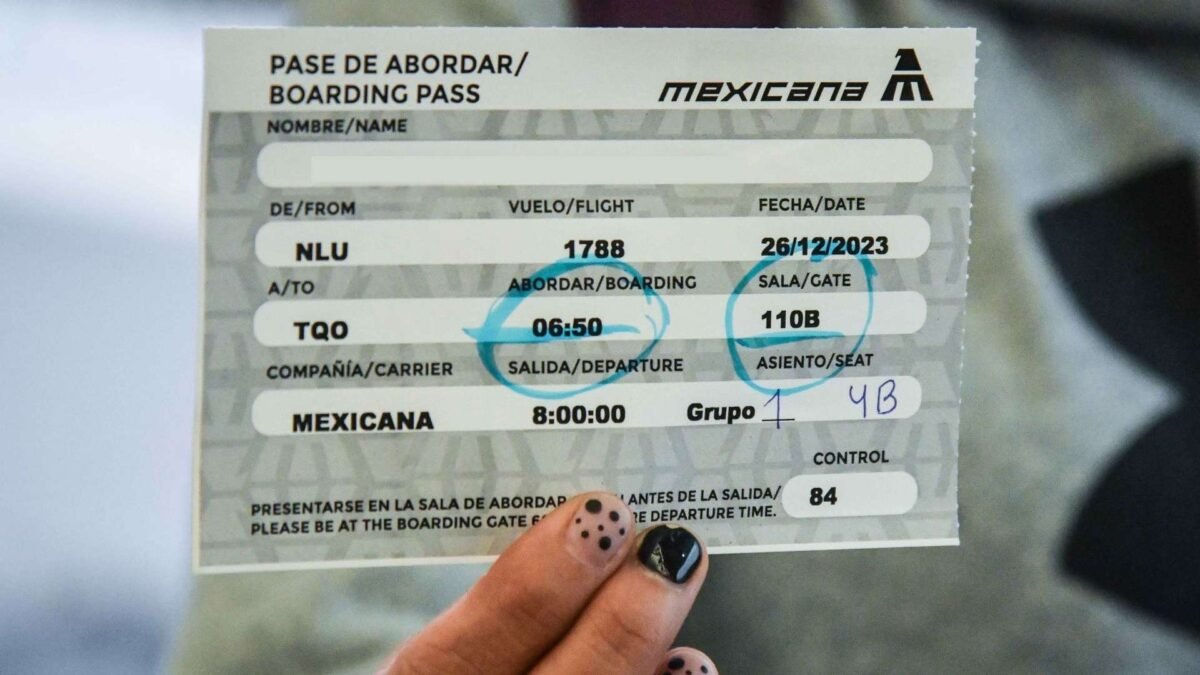 PASE DE ABORDAR/
BOARDING PASS
mexicana
NOMBRE/NAME
DE/FROM VUELO/FLIGHT FECHA/DATE
NLU 1788 26/12/2023
A/TO ABORDAR/BOARDING SALA/GATE
TQO 06:50 110B
COMPAÑÍA/CARRIER SALIDA/DEPARTURE ASIENTO/SEAT
MEXICANA 8:00:00 Grupo 1 4B
CONTROL
84
PRESENTARSE EN LA SALA DE ABORDAR ANTES DE LA SALIDA/
PLEASE BE AT THE BOARDING GATE DEPARTURE TIME.